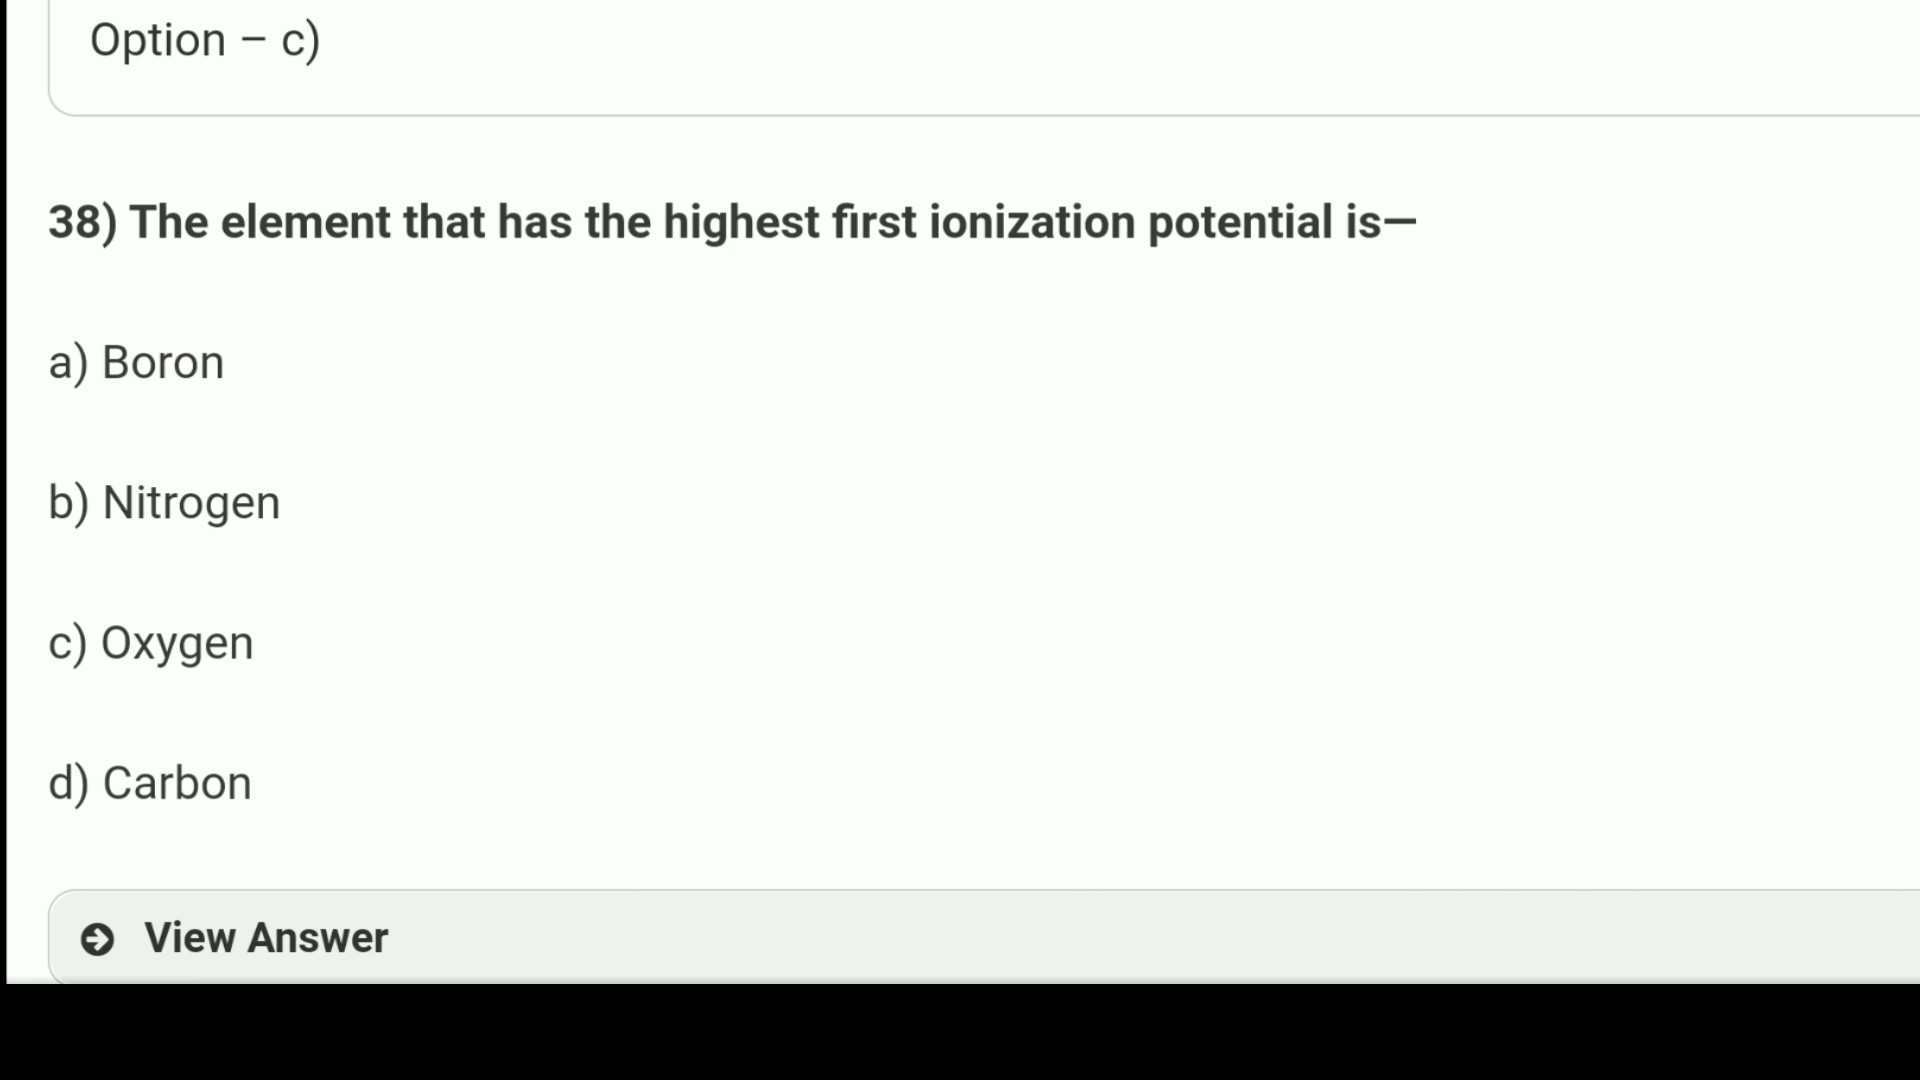 Option – c)
38) The element that has the highest first ionization potential is—
a) Boron
b) Nitrogen
c) Oxygen
d) Carbon
View Answer